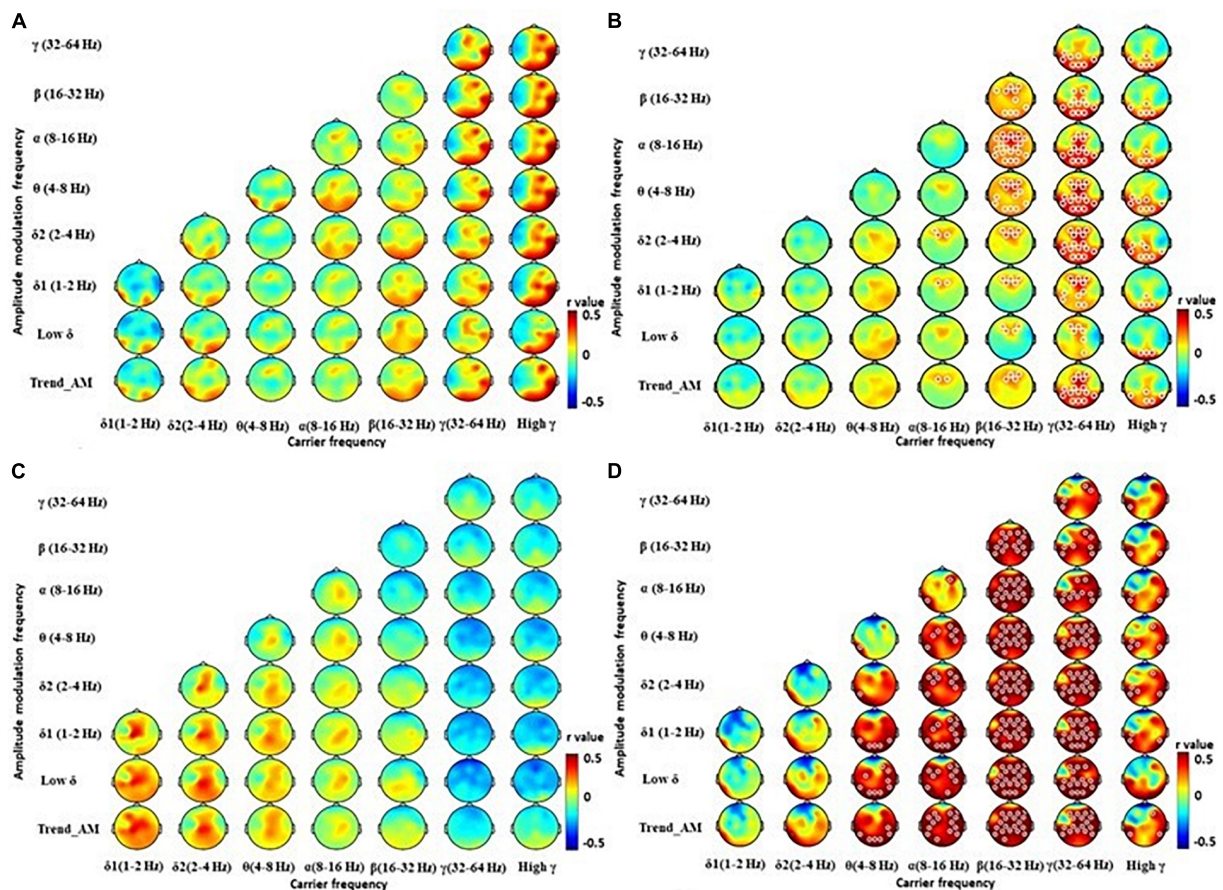 A
γ (32-64 Hz)
β (16-32 Hz)
α (8-16 Hz)
θ (4-8 Hz)
δ2 (2-4 Hz)
δ1 (1-2 Hz)
Low δ
Trend_AM
Amplitude modulation frequency
δ1(1-2 Hz) δ2(2-4 Hz) θ(4-8 Hz) α(8-16 Hz) β(16-32 Hz) γ(32-64 Hz) High γ
Carrier frequency
r value
0.5
0
-0.5
B
γ (32-64 Hz)
β (16-32 Hz)
α (8-16 Hz)
θ (4-8 Hz)
δ2 (2-4 Hz)
δ1 (1-2 Hz)
Low δ
Trend_AM
Amplitude modulation frequency
δ1(1-2 Hz) δ2(2-4 Hz) θ(4-8 Hz) α(8-16 Hz) β(16-32 Hz) γ(32-64 Hz) High γ
Carrier frequency
r value
0.5
0
-0.5
C
γ (32-64 Hz)
β (16-32 Hz)
α (8-16 Hz)
θ (4-8 Hz)
δ2 (2-4 Hz)
δ1 (1-2 Hz)
Low δ
Trend_AM
Amplitude modulation frequency
δ1(1-2 Hz) δ2(2-4 Hz) θ(4-8 Hz) α(8-16 Hz) β(16-32 Hz) γ(32-64 Hz) High γ
Carrier frequency
r value
0.5
0
-0.5
D
γ (32-64 Hz)
β (16-32 Hz)
α (8-16 Hz)
θ (4-8 Hz)
δ2 (2-4 Hz)
δ1 (1-2 Hz)
Low δ
Trend_AM
Amplitude modulation frequency
δ1(1-2 Hz) δ2(2-4 Hz) θ(4-8 Hz) α(8-16 Hz) β(16-32 Hz) γ(32-64 Hz) High γ
Carrier frequency
r value
0.5
0
-0.5